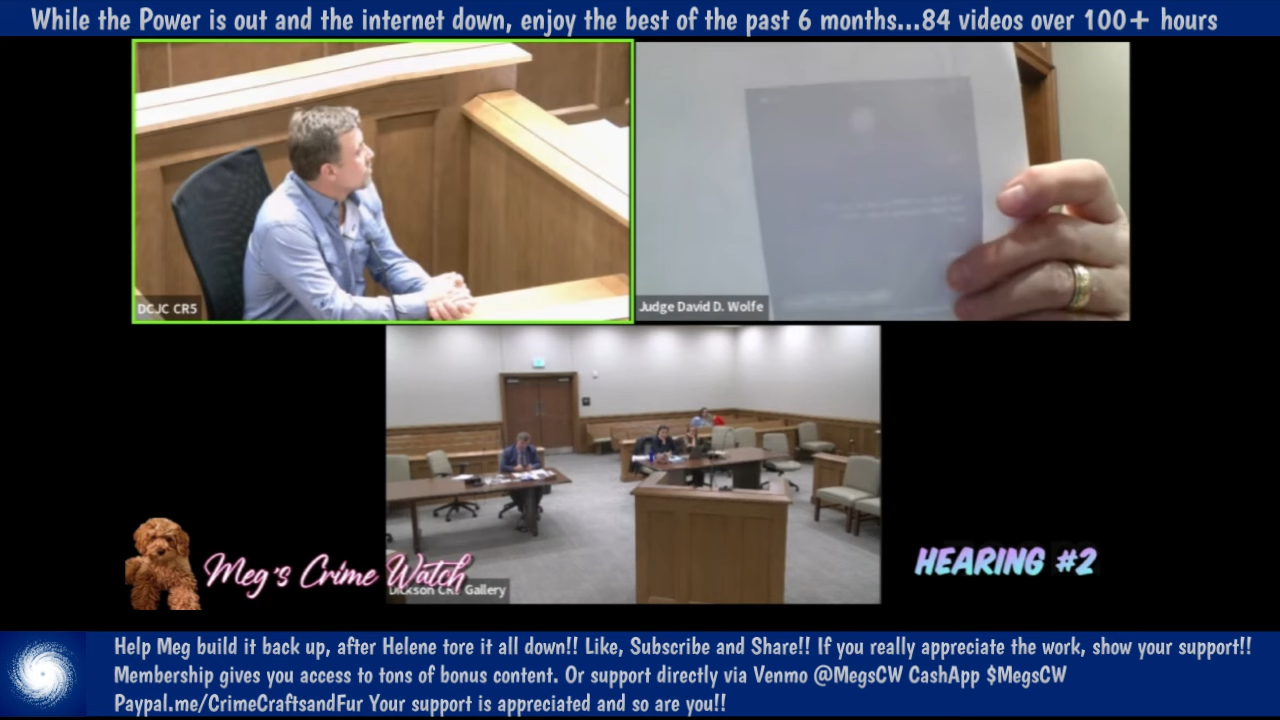 While the Power is out and the internet down, enjoy the best of the past 6 months...84 videos over 100+ hours
DCJC CR5
Judge David D. Wolfe
Meg's Crime Watch
Gallery
HEARING #2
Help Meg build it back up, after Helene tore it all down!! Like, Subscribe and Share!! If you really appreciate the work, show your support!!
Membership gives you access to tons of bonus content. Or support directly via Venmo @MegsCW CashApp $MegsCW
Paypal.me/CrimeCraftsandFur Your support is appreciated and so are you!!